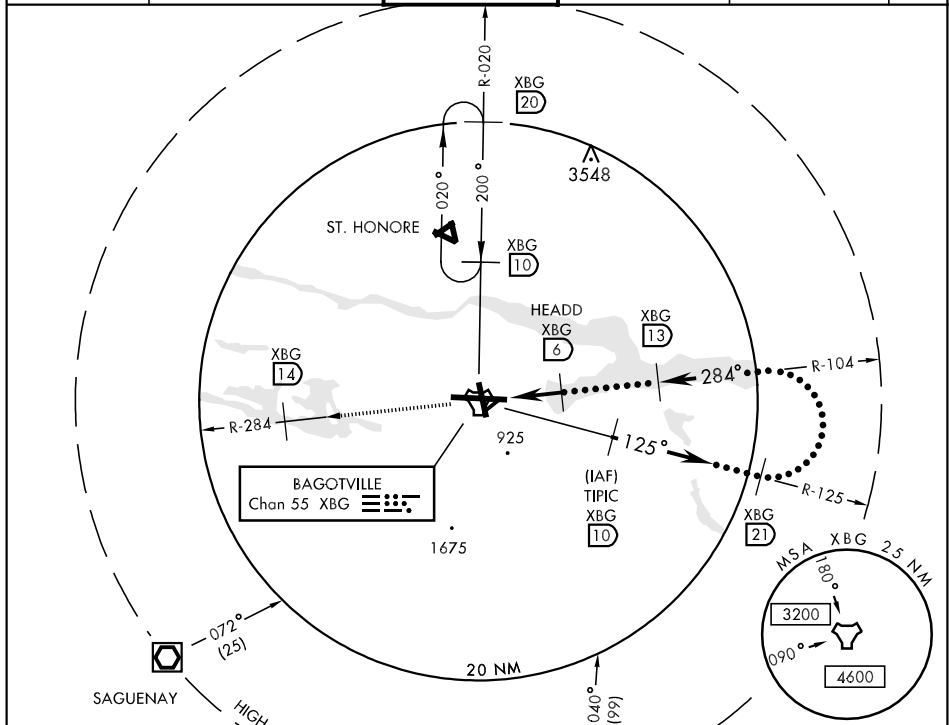 R-020
XBG
20
3548
020°
200°
ST. HONORE
XBG
10
HEADD
XBG
6
XBG
13
XBG
14
284°
R-104
R-284
925
125°
BAGOTVILLE
Chan 55 XBG
(IAF)
TIPIC
XBG
10
R-125
XBG
21
1675
MSA XBG 25 NM
180°
3200
090°
4600
072°
(25)
20 NM
SAGUENAY
HIGH
040°
(99)